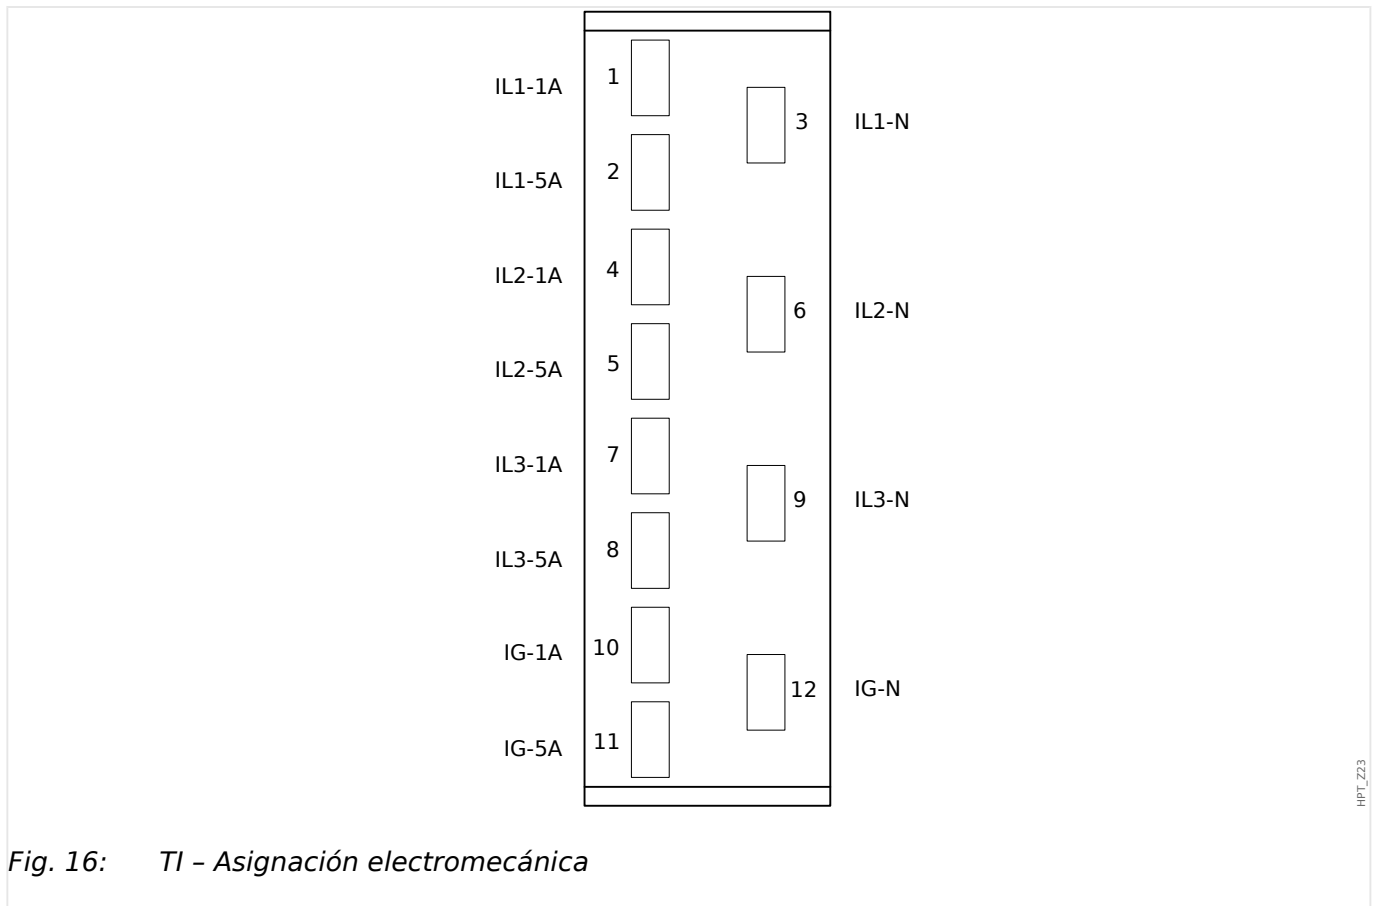 IL1-1A 1
3 IL1-N
IL1-5A 2
IL2-1A 4
6 IL2-N
IL2-5A 5
IL3-1A 7
9 IL3-N
IL3-5A 8
IG-1A 10
12 IG-N
IG-5A 11
HPT_Z23
Fig. 16: TI – Asignación electromecánica